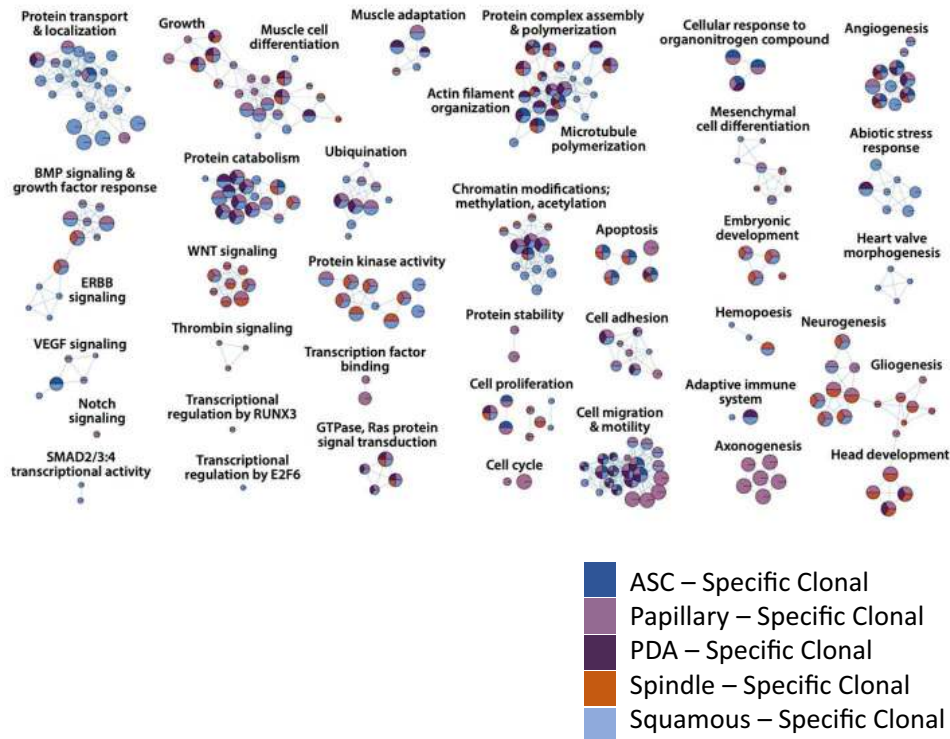 Protein transport
& localization
Growth
Muscle cell
differentiation
Muscle adaptation
Protein complex assembly
& polymerization
Cellular response to
organonitrogen compound
Angiogenesis
Actin filament
organization
Microtubule
polymerization
Mesenchymal
cell differentiation
Abiotic stress
response
BMP signaling &
growth factor response
Protein catabolism
Ubiquination
Chromatin modifications;
methylation, acetylation
Apoptosis
Embryonic
development
Heart valve
morphogenesis
ERBB
signaling
WNT signaling
Protein kinase activity
VEGF signaling
Thrombin signaling
Transcription factor
binding
Protein stability
Cell adhesion
Hemopoesis
Neurogenesis
Gliogenesis
Notch
signaling
Transcriptional
regulation by RUNX3
GTPase, Ras protein
signal transduction
Cell proliferation
Cell migration
& motility
Adaptive immune
system
SMAD2/3:4
transcriptional activity
Transcriptional
regulation by E2F6
Cell cycle
Axonogenesis
Head development
ASC – Specific Clonal
Papillary – Specific Clonal
PDA – Specific Clonal
Spindle – Specific Clonal
Squamous – Specific Clonal